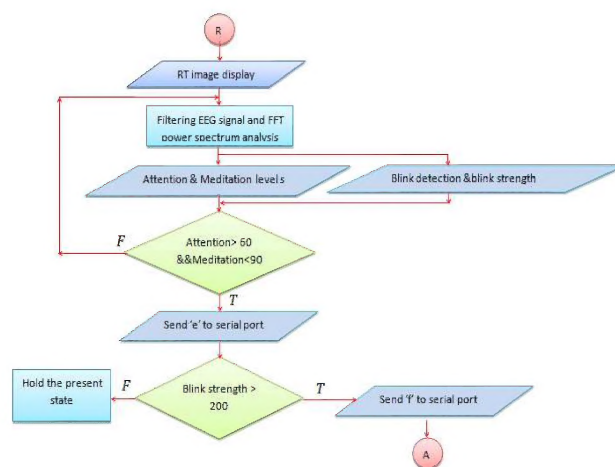 R
RT image display
Filtering EEG signal and FFT
power spectrum analysis
Attention & Meditation levels
Blink detection &blink strength
Attention> 60
&&Meditation<90
F
T
Send 'e' to serial port
Hold the present
state
F
Blink strength >
200
T
Send 'f' to serial port
A